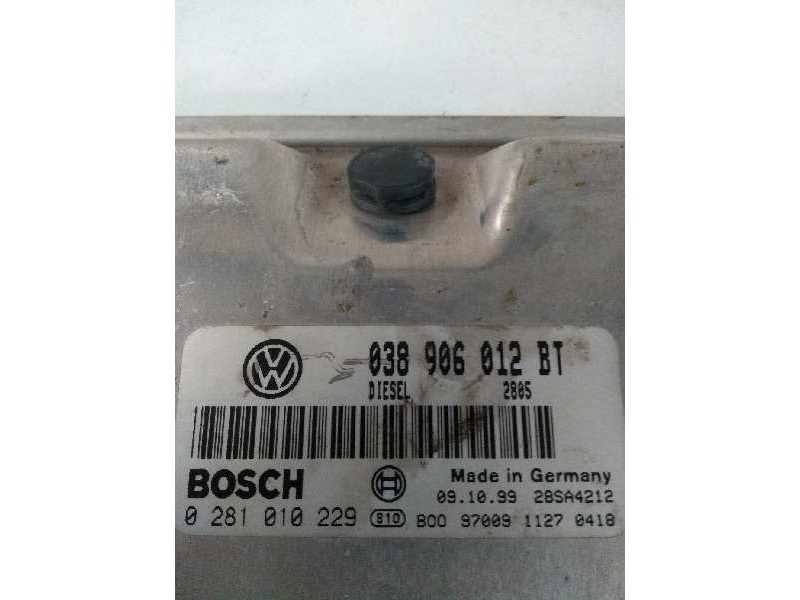 VW 038 906 012 BT
DIESEL 2805
BOSCH Made in Germany
09.10.99 28SA4212
0 281 010 229 810 B00 97009 1127 0418